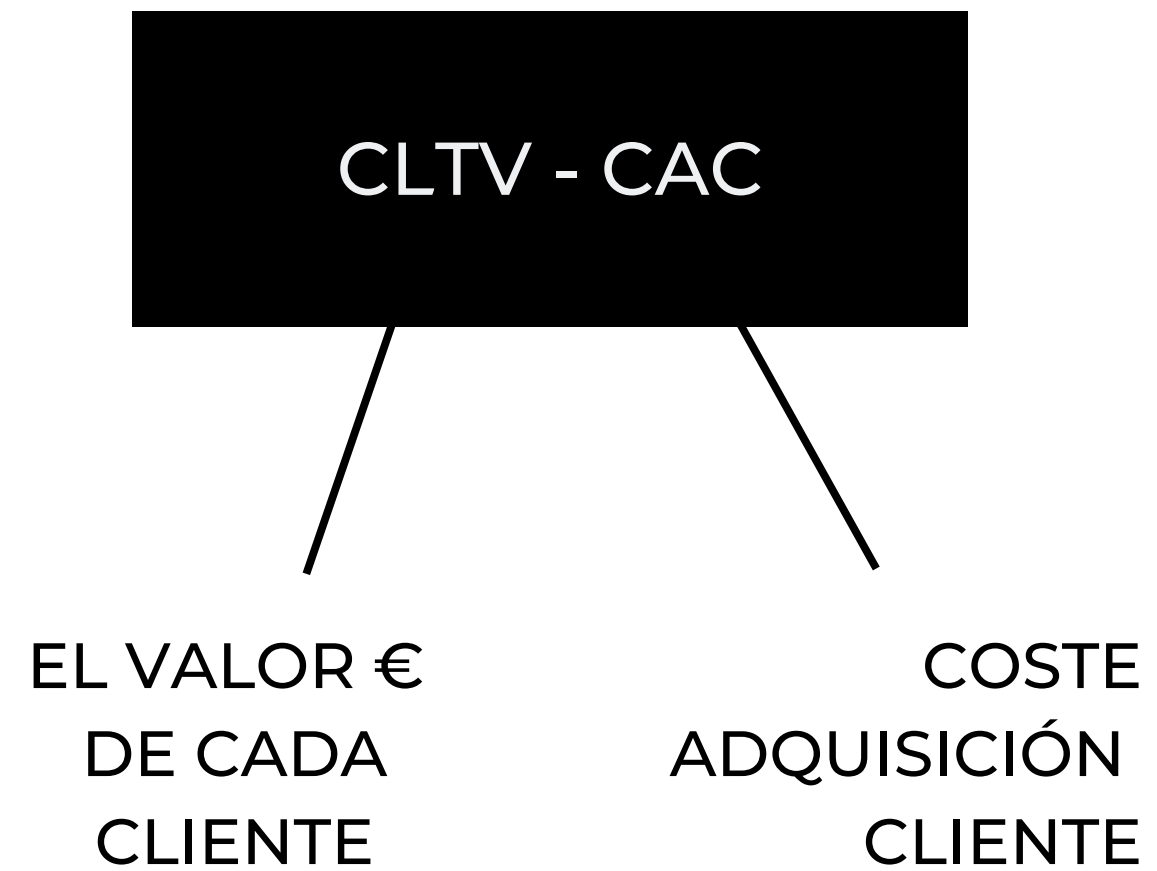 CLTV - CAC
EL VALOR €
DE CADA
CLIENTE
COSTE
ADQUISICIÓN
CLIENTE